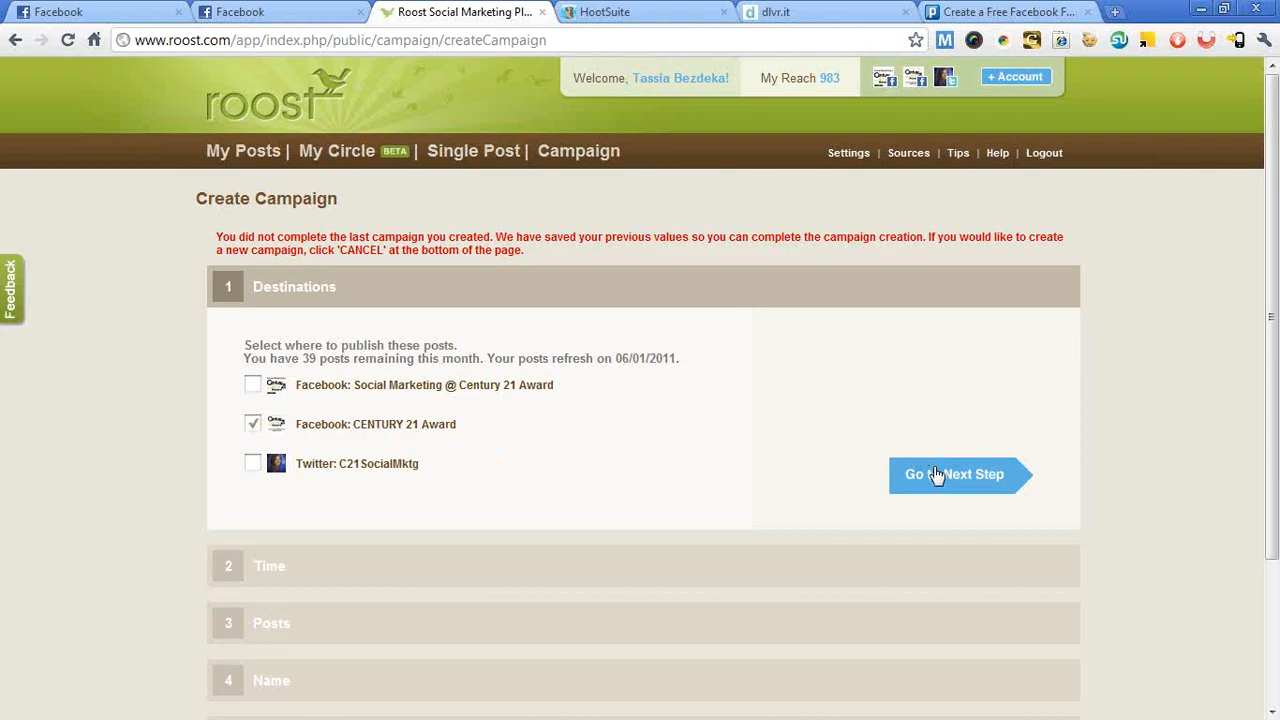 Facebook
Facebook
Roost Social Marketing Pl...
HootSuite
dlvr.it
Create a Free Facebook F...
www.roost.com/app/index.php/public/campaign/createCampaign
roost
Welcome, Tassia Bezdeka!
My Reach 983
+ Account
My Posts | My Circle BETA | Single Post | Campaign
Settings | Sources | Tips | Help | Logout
Create Campaign
You did not complete the last campaign you created. We have saved your previous values so you can complete the campaign creation. If you would like to create
a new campaign, click 'CANCEL' at the bottom of the page.
Feedback
1 Destinations
Select where to publish these posts.
You have 39 posts remaining this month. Your posts refresh on 06/01/2011.
Facebook: Social Marketing @ Century 21 Award
Facebook: CENTURY 21 Award
Twitter: C21SocialMktg
Go to Next Step
2 Time
3 Posts
4 Name